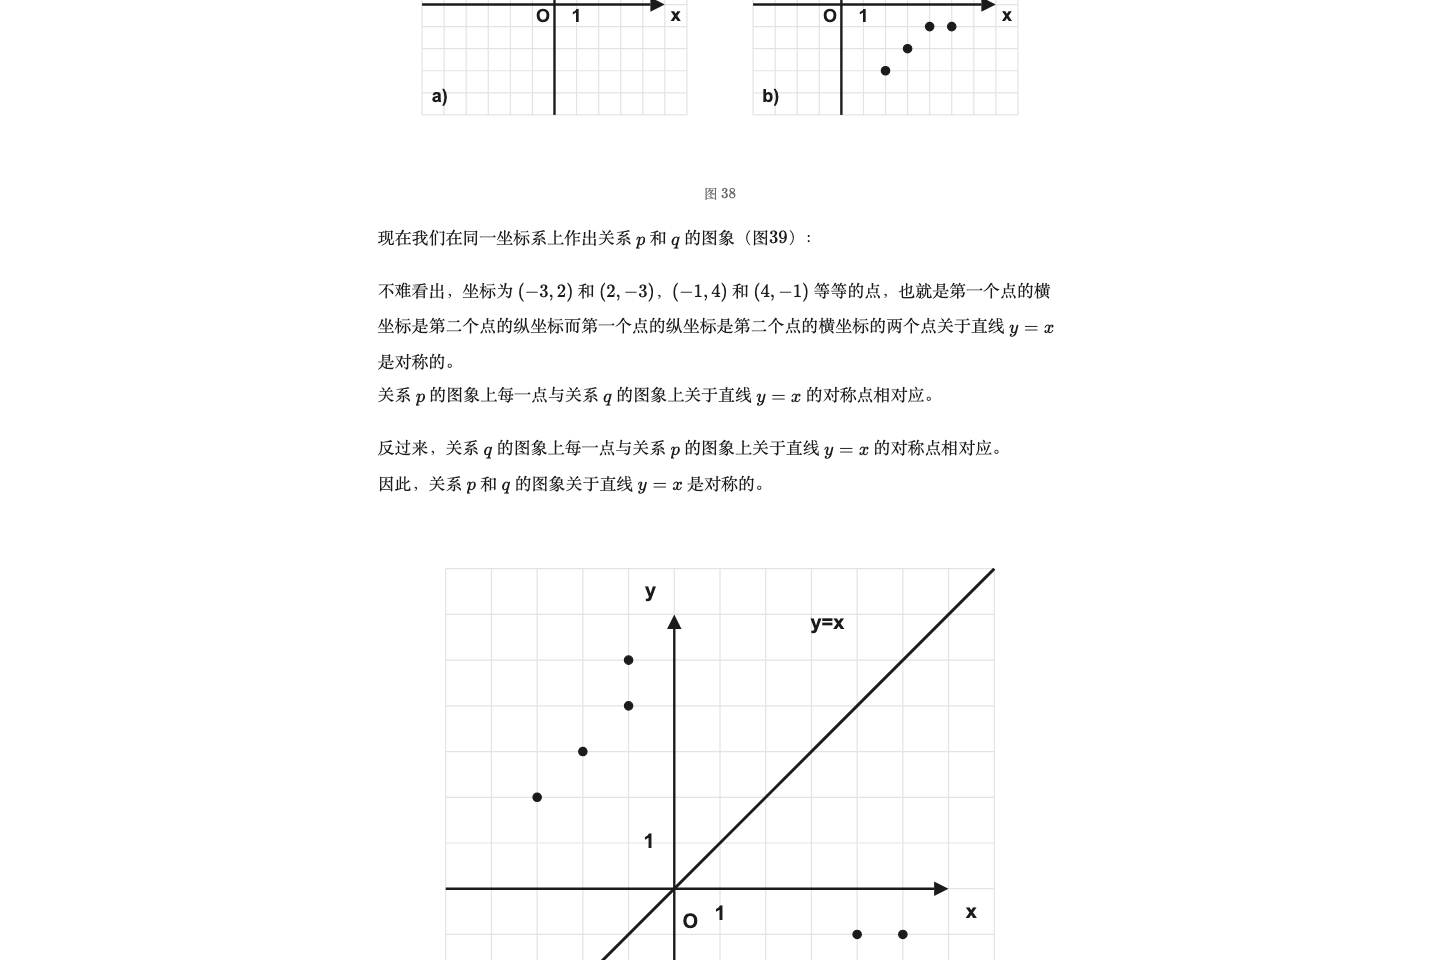 O 1 x O 1 x
a) b)
图 38
现在我们在同一坐标系上作出关系 p 和 q 的图象（图39）：
不难看出，坐标为 (−3, 2) 和 (2, −3)，(−1, 4) 和 (4, −1) 等等的点，也就是第一个点的横
坐标是第二个点的纵坐标而第一个点的纵坐标是第二个点的横坐标的两个点关于直线 y = x
是对称的。
关系 p 的图象上每一点与关系 q 的图象上关于直线 y = x 的对称点相对应。
反过来，关系 q 的图象上每一点与关系 p 的图象上关于直线 y = x 的对称点相对应。
因此，关系 p 和 q 的图象关于直线 y = x 是对称的。
y
y=x
1
O 1 x